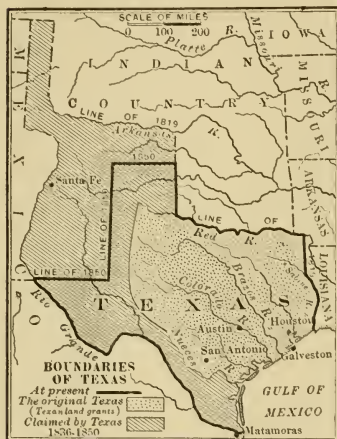 SCALE OF MILES
0 100 200
Platte R.
Missouri R.
IOWA
INDIAN
COUNTRY
MISSOURI
LINE OF 1819
Arkansas R.
1850
MEXICO
Santa Fe
LINE OF 1850
LINE OF
LINE OF 1850
ARKANSAS
Red R.
1819
LOUISIANA
TEXAS
Rio Grande
Colorado R.
Brazos R.
Sabine R.
Nueces R.
Austin
Houston
San Antonio
Galveston
GULF OF
MEXICO
Matamoras
BOUNDARIES
OF TEXAS
At present
The original Texas
(Texan land grants)
Claimed by Texas
1836-1850